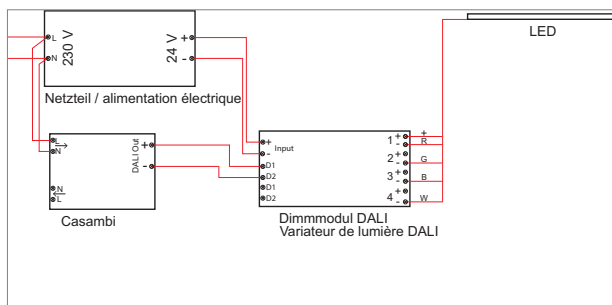 L
N
230 V
24 V
+
-
Netzteil / alimentation électrique
LED
L
N
N
L
DALI Out
+
-
Casambi
+
-
Input
D1
D2
D1
D2
1
+
-
2
+
-
3
+
-
4
+
-
+
R
G
B
W
Dimmmodul DALI
Variateur de lumière DALI